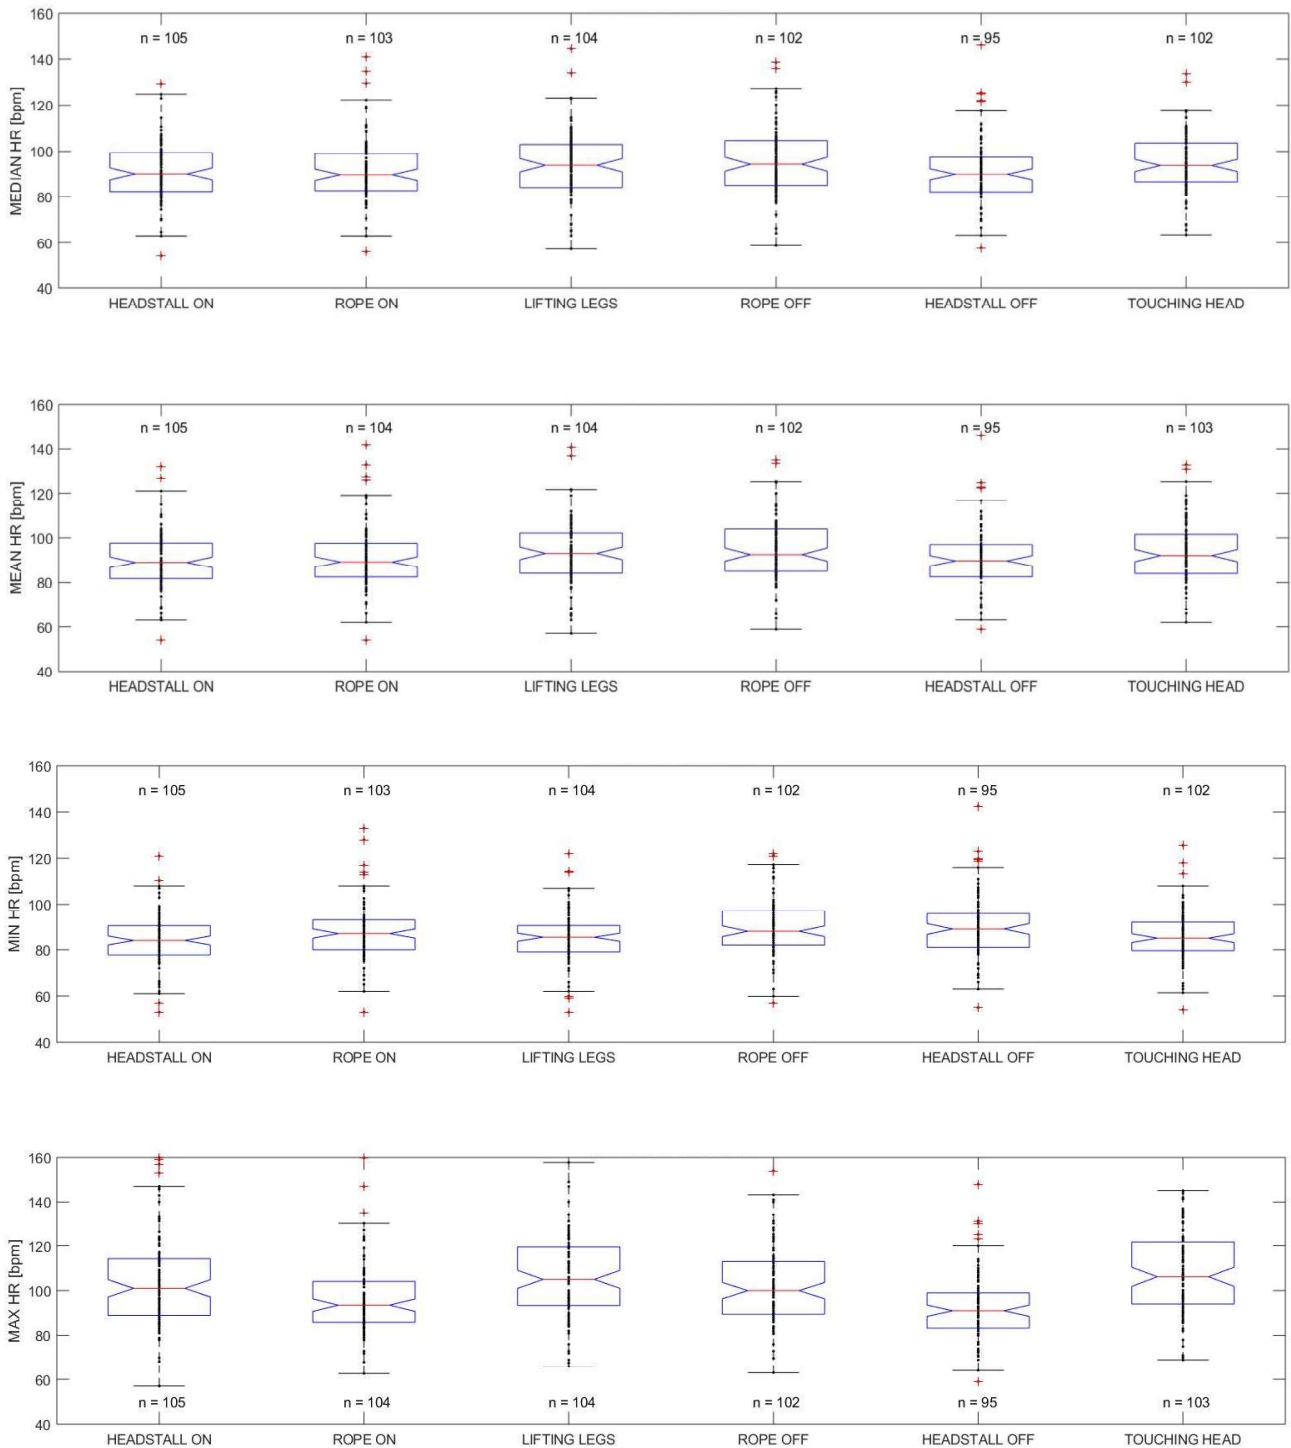 160
n = 105 n = 103 n = 104 n = 102 n = 95 n = 102
140
120
100
80
60
40
MEDIAN HR [bpm]
HEADSTALL ON ROPE ON LIFTING LEGS ROPE OFF HEADSTALL OFF TOUCHING HEAD
160
n = 105 n = 104 n = 104 n = 102 n = 95 n = 103
140
120
100
80
60
40
MEAN HR [bpm]
HEADSTALL ON ROPE ON LIFTING LEGS ROPE OFF HEADSTALL OFF TOUCHING HEAD
160
n = 105 n = 103 n = 104 n = 102 n = 95 n = 102
140
120
100
80
60
40
MIN HR [bpm]
HEADSTALL ON ROPE ON LIFTING LEGS ROPE OFF HEADSTALL OFF TOUCHING HEAD
160
140
120
100
80
60
MAX HR [bpm]
n = 105 n = 104 n = 104 n = 102 n = 95 n = 103
40
HEADSTALL ON ROPE ON LIFTING LEGS ROPE OFF HEADSTALL OFF TOUCHING HEAD